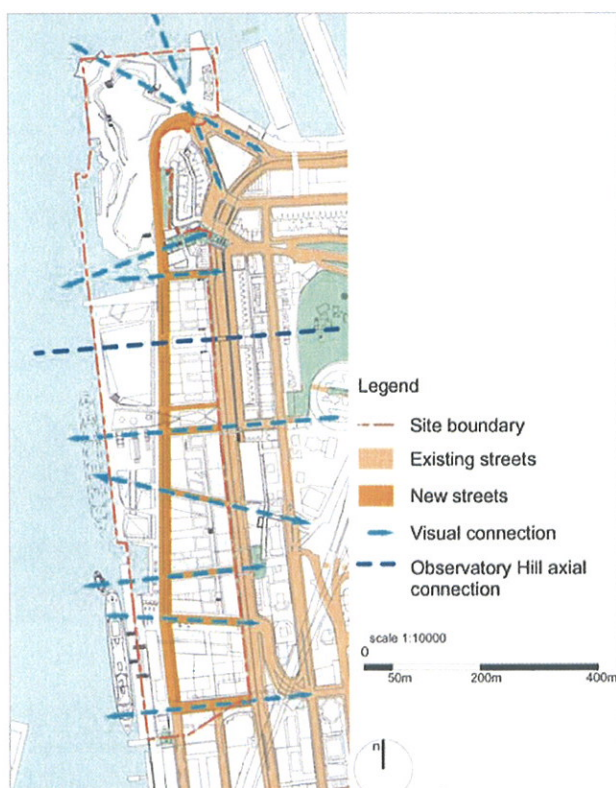 Legend
Site boundary
Existing streets
New streets
Visual connection
Observatory Hill axial
connection
scale 1:10000
0
50m 200m 400m
n